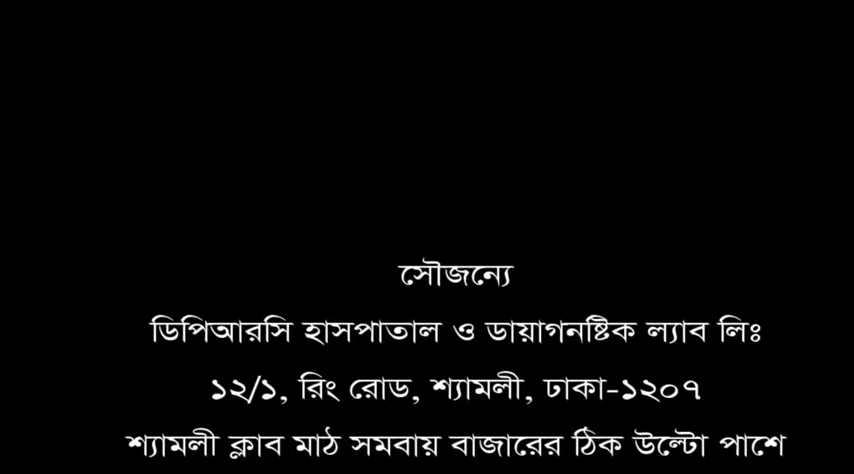 সৌজন্যে
ডিপিআরসি হাসপাতাল ও ডায়াগনষ্টিক ল্যাব লিঃ
১২/১, রিং রোড, শ্যামলী, ঢাকা-১২০৭
শ্যামলী ক্লাব মাঠ সমবায় বাজারের ঠিক উল্টো পাশে